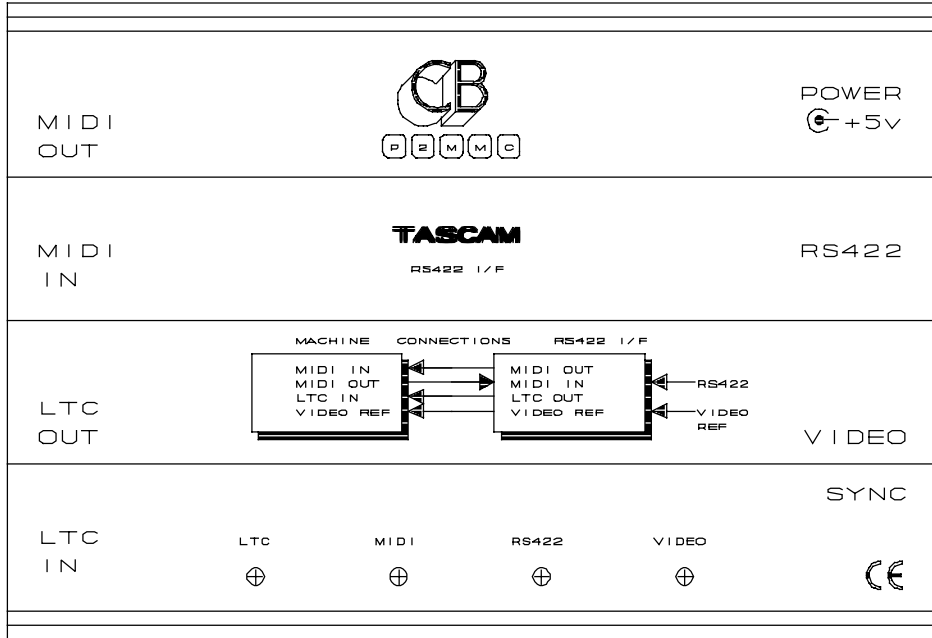 CB
P2MMC
POWER
+5v
MIDI
OUT
TASCAM
RS422 I/F
MIDI
IN
RS422
MACHINE CONNECTIONS RS422 I/F
MIDI IN
MIDI OUT
LTC IN
VIDEO REF
MIDI OUT
MIDI IN
LTC OUT
VIDEO REF
RS422
VIDEO
REF
LTC
OUT
VIDEO
SYNC
LTC
IN
LTC MIDI RS422 VIDEO
CE